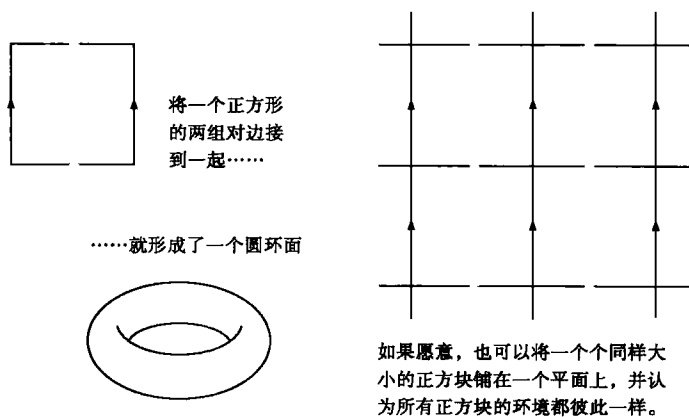 将一个正方形
的两组对边接
到一起……
……就形成了一个圆环面
如果愿意，也可以将一个个同样大
小的正方块铺在一个平面上，并认
为所有正方块的环境都彼此一样。